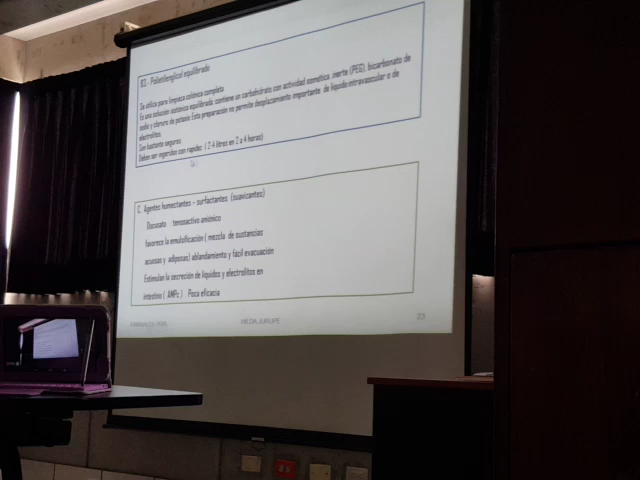 B3.- Polietilenglicol equilibrado
Se utiliza para limpieza colónica completa
Es una solución isotónica equilibrada: contiene un carbohidrato con actividad osmótica, inerte (PEG), bicarbonato de
sodio y cloruro de potasio. Esta preparación no permite desplazamiento importante de líquido intravascular o de
electrolitos.
Son bastante seguros
Deben ser ingeridos con rapidez ( 2-4 litros en 2 a 4 horas)
C. Agentes humectantes – surfactantes (suavizantes)
Docusato tensoactivo aniónico
favorece la emulsificación ( mezcla de sustancias
acuosas y adiposas) ablandamiento y fácil evacuación
Estimulan la secreción de líquidos y electrolitos en
intestino ( AMPc ) Poca eficacia
HILDA JURUPE
23